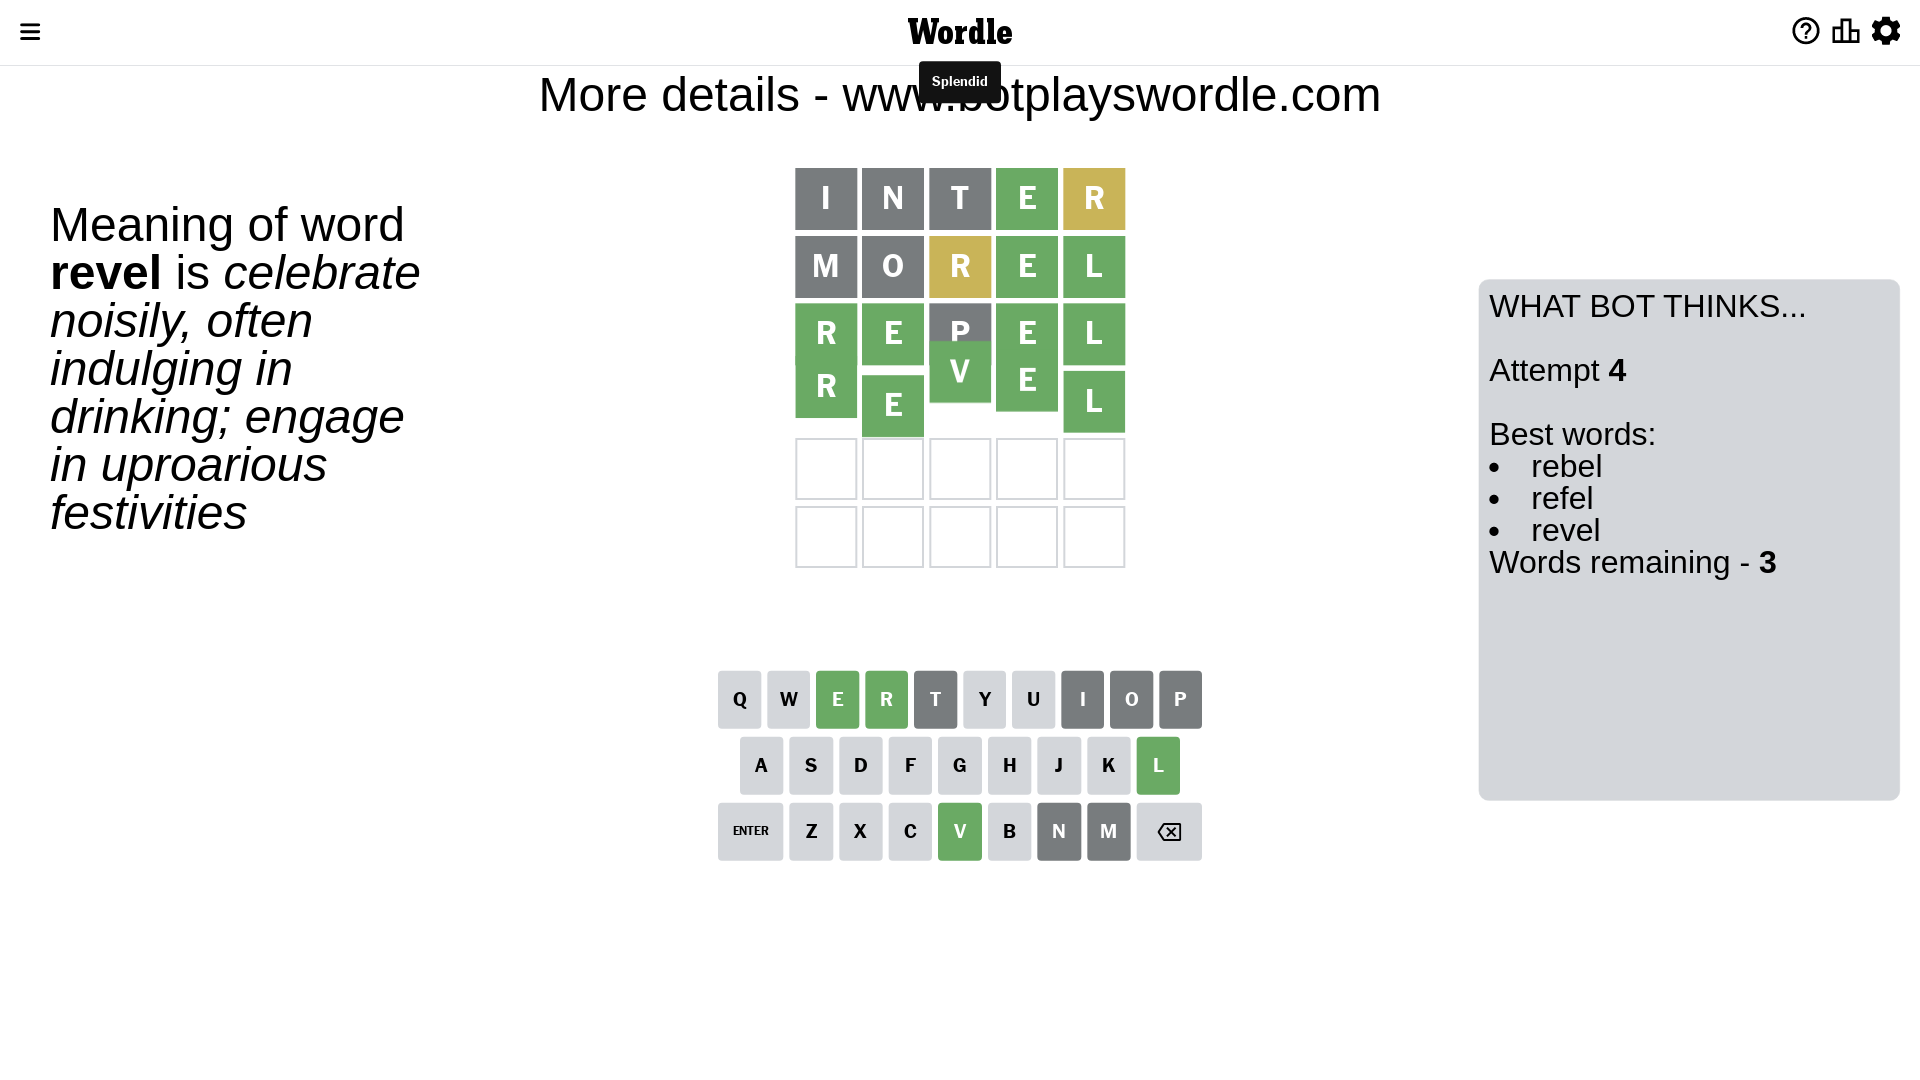 Wordle
Splendid
More details - www.botplayswordle.com
Meaning of word
revel is celebrate
noisily, often
indulging in
drinking; engage
in uproarious
festivities
I N T E R
M O R E L
R E P E L
R E V E L
WHAT BOT THINKS...
Attempt 4
Best words:
• rebel
• refel
• revel
Words remaining - 3
Q W E R T Y U I O P
A S D F G H J K L
ENTER Z X C V B N M